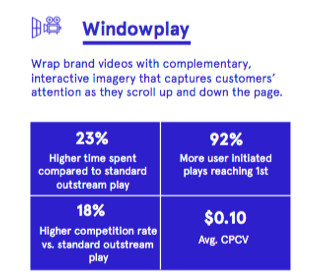 Windowplay
Wrap brand videos with complementary,
interactive imagery that captures customers'
attention as they scroll up and down the page.
23%
Higher time spent
compared to standard
outstream play
92%
More user initiated
plays reaching 1st
18%
Higher competition rate
vs. standard outstream
play
$0.10
Avg. CPCV